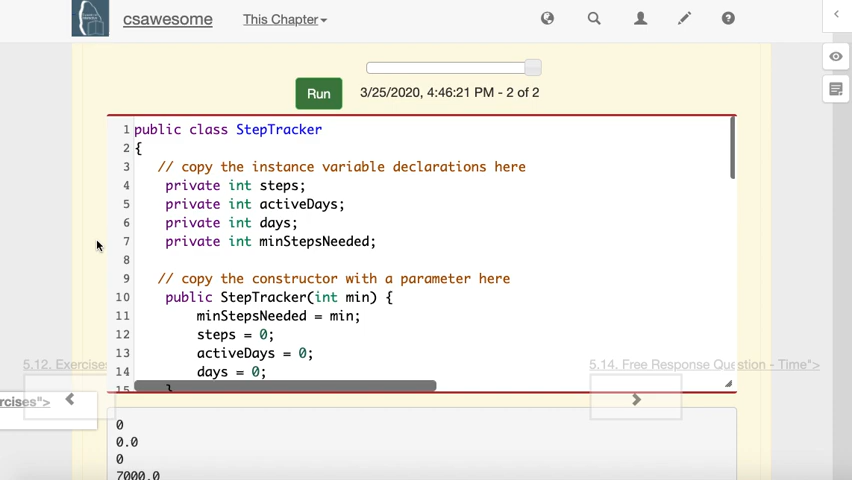 csawesome
This Chapter
Run
3/25/2020, 4:46:21 PM - 2 of 2
1 public class StepTracker
2 {
3 // copy the instance variable declarations here
4 private int steps;
5 private int activeDays;
6 private int days;
7 private int minStepsNeeded;
8
9 // copy the constructor with a parameter here
10 public StepTracker(int min) {
11 minStepsNeeded = min;
12 steps = 0;
13 activeDays = 0;
14 days = 0;
15 }
5.12. Exercises
5.14. Free Response Question - Time">
rcises">
0
0.0
0
7000.0